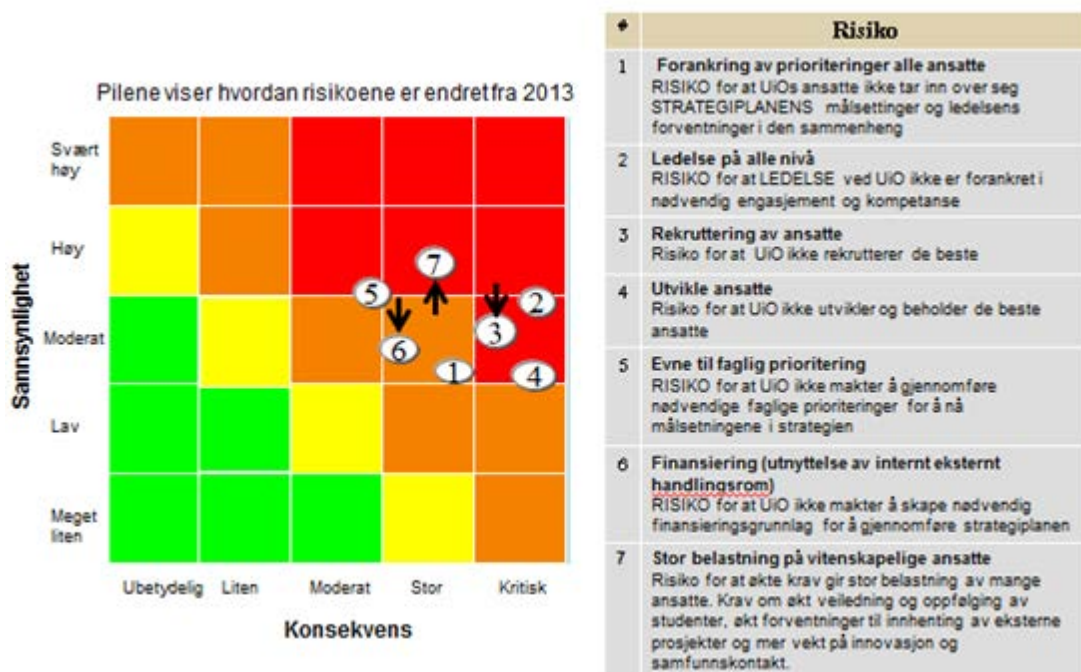 Pilene viser hvordan risikoene er endret fra 2013
Sannsynlighet
Svært
høy
Høy
Moderat
Lav
Meget
liten
5
7
2
6
3
1
4
Ubetydelig
Liten
Moderat
Stor
Kritisk
Konsekvens
Risiko
1
Forankring av prioriteringer alle ansatte
RISIKO for at UiOs ansatte ikke tar inn over seg
STRATEGIPLANENS målsettinger og ledelsens
forventninger i den sammenheng
2
Ledelse på alle nivå
RISIKO for at LEDELSE ved UiO ikke er forankret i
nødvendig engasjement og kompetanse
3
Rekruttering av ansatte
Risiko for at UiO ikke rekrutterer de beste
4
Utvikle ansatte
Risiko for at UiO ikke utvikler og beholder de beste
ansatte
5
Evne til faglig prioritering
RISIKO for at UiO ikke makter å gjennomføre
nødvendige faglige prioriteringer for å nå
målsetningene i strategien
6
Finansiering (utnyttelse av internt eksternt
handlingsrom)
RISIKO for at UiO ikke makter å skape nødvendig
finansieringsgrunnlag for å gjennomføre strategiplanen
7
Stor belastning på vitenskapelige ansatte
Risiko for at økte krav gir stor belastning av mange
ansatte. Krav om økt veiledning og oppfølging av
studenter, økt forventninger til innhenting av eksterne
prosjekter og mer vekt på innovasjon og
samfunnskontakt.